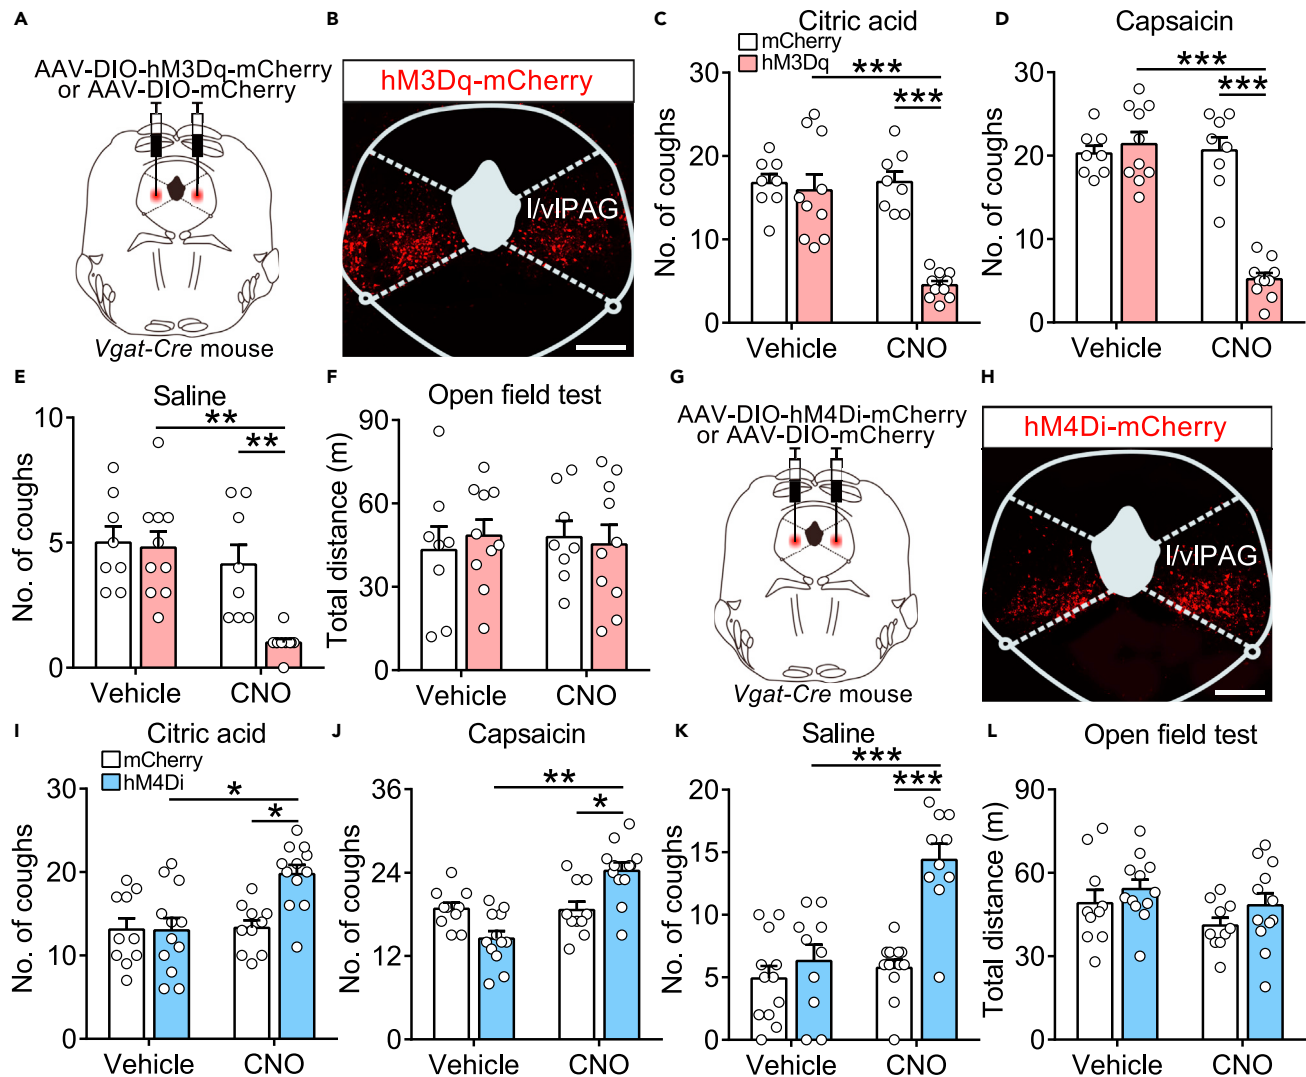 A
AAV-DIO-hM3Dq-mCherry
or AAV-DIO-mCherry
Vgat-Cre mouse
B
hM3Dq-mCherry
l/vlPAG
C
Citric acid
mCherry
hM3Dq
***
***
No. of coughs
30
20
10
0
Vehicle
CNO
D
Capsaicin
***
***
No. of coughs
30
20
10
0
Vehicle
CNO
E
Saline
**
**
No. of coughs
10
5
0
Vehicle
CNO
F
Open field test
Total distance (m)
90
60
30
0
Vehicle
CNO
G
AAV-DIO-hM4Di-mCherry
or AAV-DIO-mCherry
Vgat-Cre mouse
H
hM4Di-mCherry
l/vlPAG
I
Citric acid
mCherry
hM4Di
*
*
No. of coughs
30
20
10
0
Vehicle
CNO
J
Capsaicin
**
*
No. of coughs
36
24
12
0
Vehicle
CNO
K
Saline
***
***
No. of coughs
20
15
10
5
0
Vehicle
CNO
L
Open field test
Total distance (m)
90
60
30
0
Vehicle
CNO